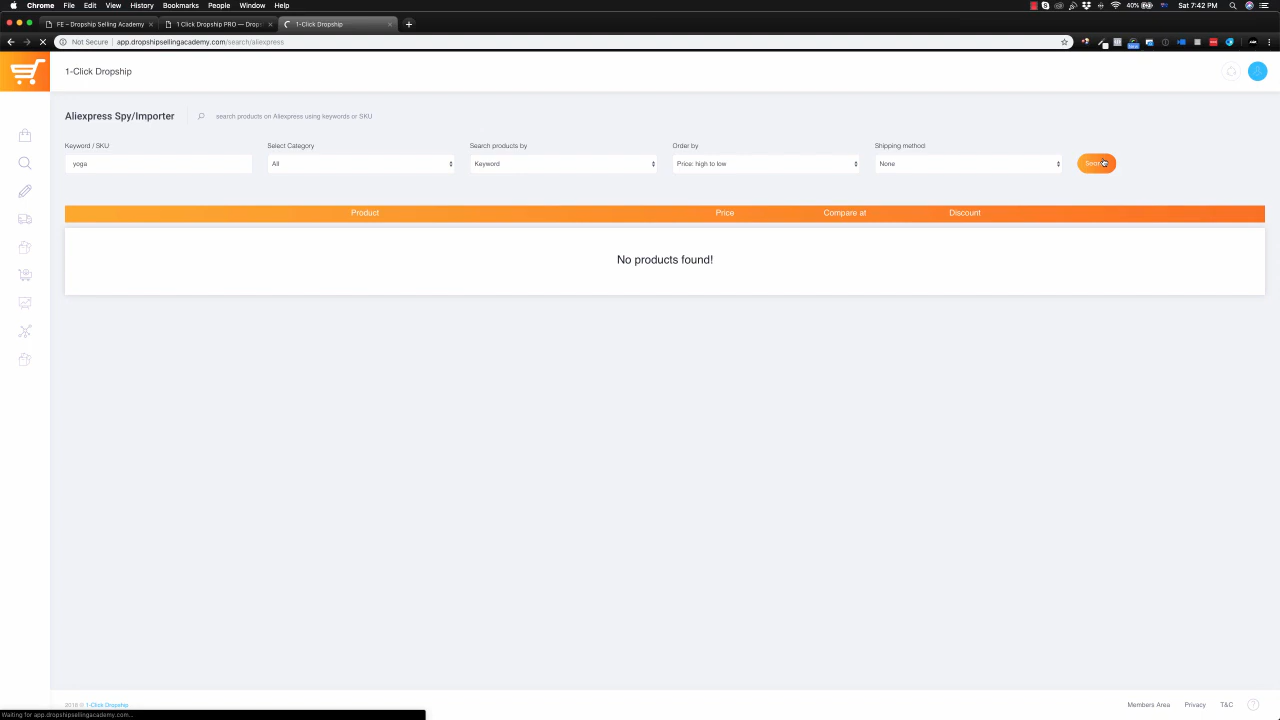 Chrome File Edit View History Bookmarks People Window Help 40% Sat 7:42 PM
FE – Dropship Selling Academy 1 Click Dropship PRO — Drops 1-Click Dropship
Not Secure app.dropshipsellingacademy.com/search/aliexpress
1-Click Dropship
Aliexpress Spy/Importer search products on Aliexpress using keywords or SKU
Keyword / SKU Select Category Search products by Order by Shipping method
yoga All Keyword Price: high to low None Search
Product Price Compare at Discount
No products found!
2018 © 1-Click Dropship Members Area Privacy T&C
Waiting for app.dropshipsellingacademy.com...